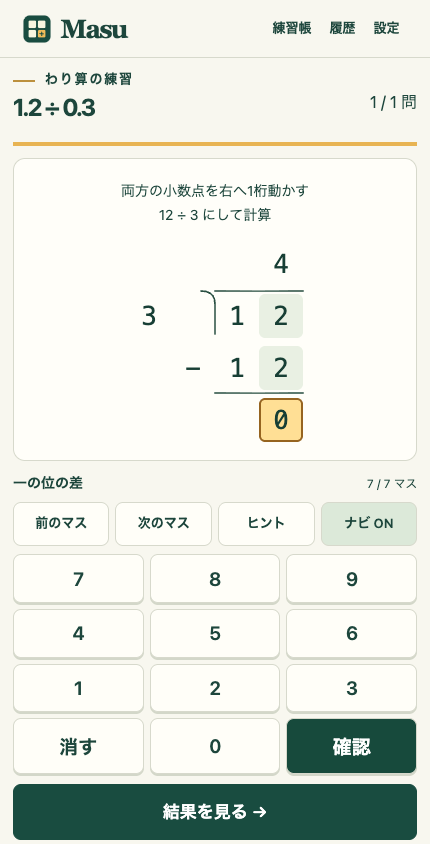 Masu 練習帳 履歴 設定
わり算の練習
1.2÷0.3
1/1問
両方の小数点を右へ1桁動かす
12÷3 にして計算
4
3 1 2
− 1 2
0
一の位の差 7/7 マス
前のマス 次のマス ヒント ナビ ON
7 8 9
4 5 6
1 2 3
消す 0 確認
結果を見る →